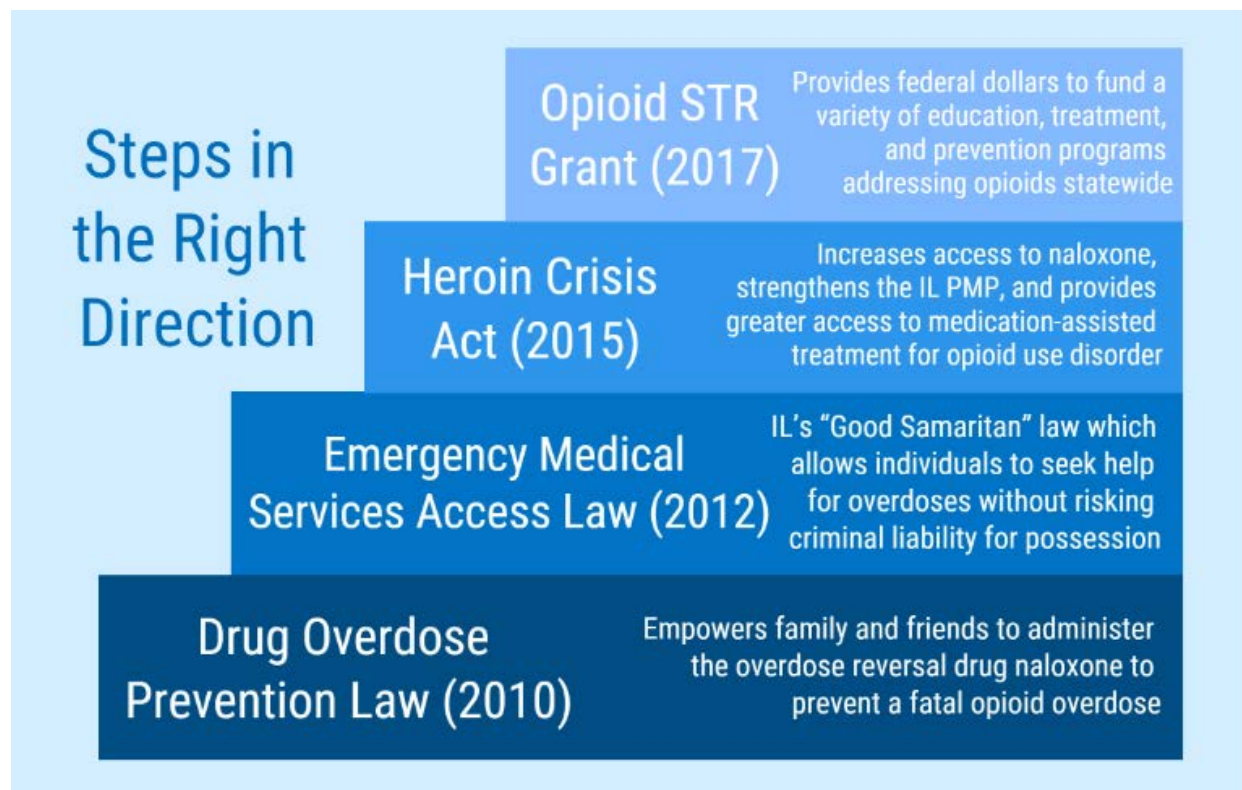 Steps in
the Right
Direction
Opioid STR
Grant (2017)
Provides federal dollars to fund a
variety of education, treatment,
and prevention programs
addressing opioids statewide
Heroin Crisis
Act (2015)
Increases access to naloxone,
strengthens the IL PMP, and provides
greater access to medication-assisted
treatment for opioid use disorder
Emergency Medical
Services Access Law (2012)
IL’s “Good Samaritan” law which
allows individuals to seek help
for overdoses without risking
criminal liability for possession
Drug Overdose
Prevention Law (2010)
Empowers family and friends to administer
the overdose reversal drug naloxone to
prevent a fatal opioid overdose